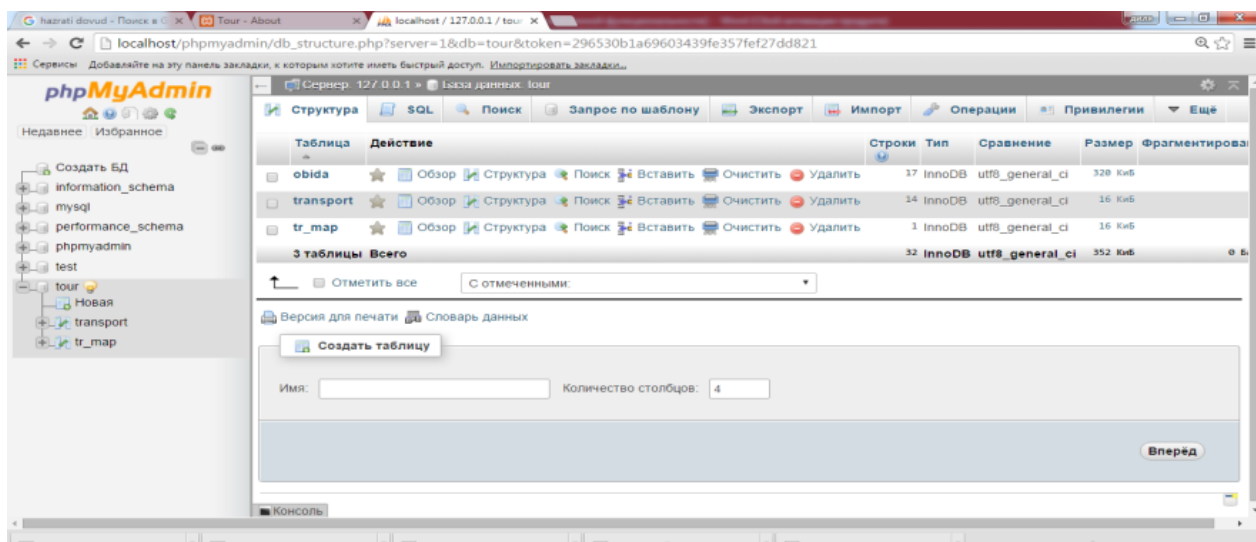 hazrati dovud - Поиск в G
Tour - About
localhost / 127.0.0.1 / tour
localhost/phpmyadmin/db_structure.php?server=1&db=tour&token=296530b1a69603439fe357fef27dd821
Сервисы Добавляйте на эту панель закладки, к которым хотите иметь быстрый доступ. Импортировать закладки...
phpMyAdmin
Недавнее Избранное
Создать БД
information_schema
mysql
performance_schema
phpmyadmin
test
tour
Новая
transport
tr_map
Сервер: 127.0.0.1 » База данных: tour
Структура SQL Поиск Запрос по шаблону Экспорт Импорт Операции Привилегии Ещё
Таблица Действие Строки Тип Сравнение Размер Фрагментирова
obida Обзор Структура Поиск Вставить Очистить Удалить 17 InnoDB utf8_general_ci 320 КиБ
transport Обзор Структура Поиск Вставить Очистить Удалить 14 InnoDB utf8_general_ci 16 КиБ
tr_map Обзор Структура Поиск Вставить Очистить Удалить 1 InnoDB utf8_general_ci 16 КиБ
3 таблицы Всего 32 InnoDB utf8_general_ci 352 КиБ 0 Б
Отметить все С отмеченными:
Версия для печати Словарь данных
Создать таблицу
Имя: Количество столбцов: 4
Вперёд
Консоль